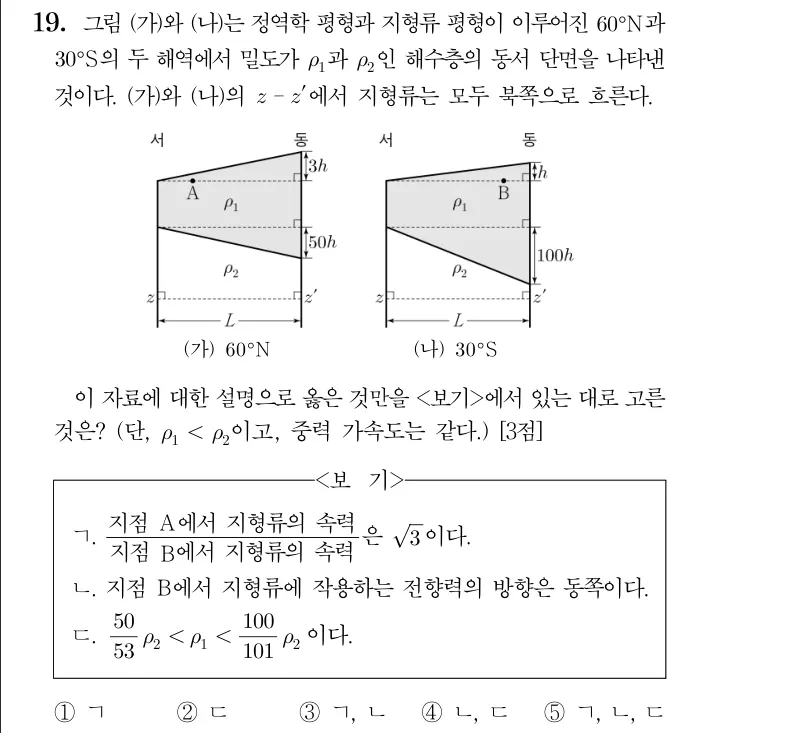 19. 그림 (가)와 (나)는 정역학 평형과 지형류 평형이 이루어진 60°N과
30°S의 두 해역에서 밀도가 ρ₁과 ρ₂인 해수층의 동서 단면을 나타낸
것이다. (가)와 (나)의 z-z′에서 지형류는 모두 북쪽으로 흐른다.
서 동
3h
A
ρ₁
50h
ρ₂
z z′
L
(가) 60°N
서 동
h
B
ρ₁
100h
ρ₂
z z′
L
(나) 30°S
이 자료에 대한 설명으로 옳은 것만을 <보기>에서 있는 대로 고른
것은? (단, ρ₁ < ρ₂이고, 중력 가속도는 같다.) [3점]
<보 기>
ㄱ. 지점 A에서 지형류의 속력 / 지점 B에서 지형류의 속력 은 √3이다.
ㄴ. 지점 B에서 지형류에 작용하는 전향력의 방향은 동쪽이다.
ㄷ. 50/53 ρ₂ < ρ₁ < 100/101 ρ₂ 이다.
① ㄱ ② ㄷ ③ ㄱ, ㄴ ④ ㄴ, ㄷ ⑤ ㄱ, ㄴ, ㄷ